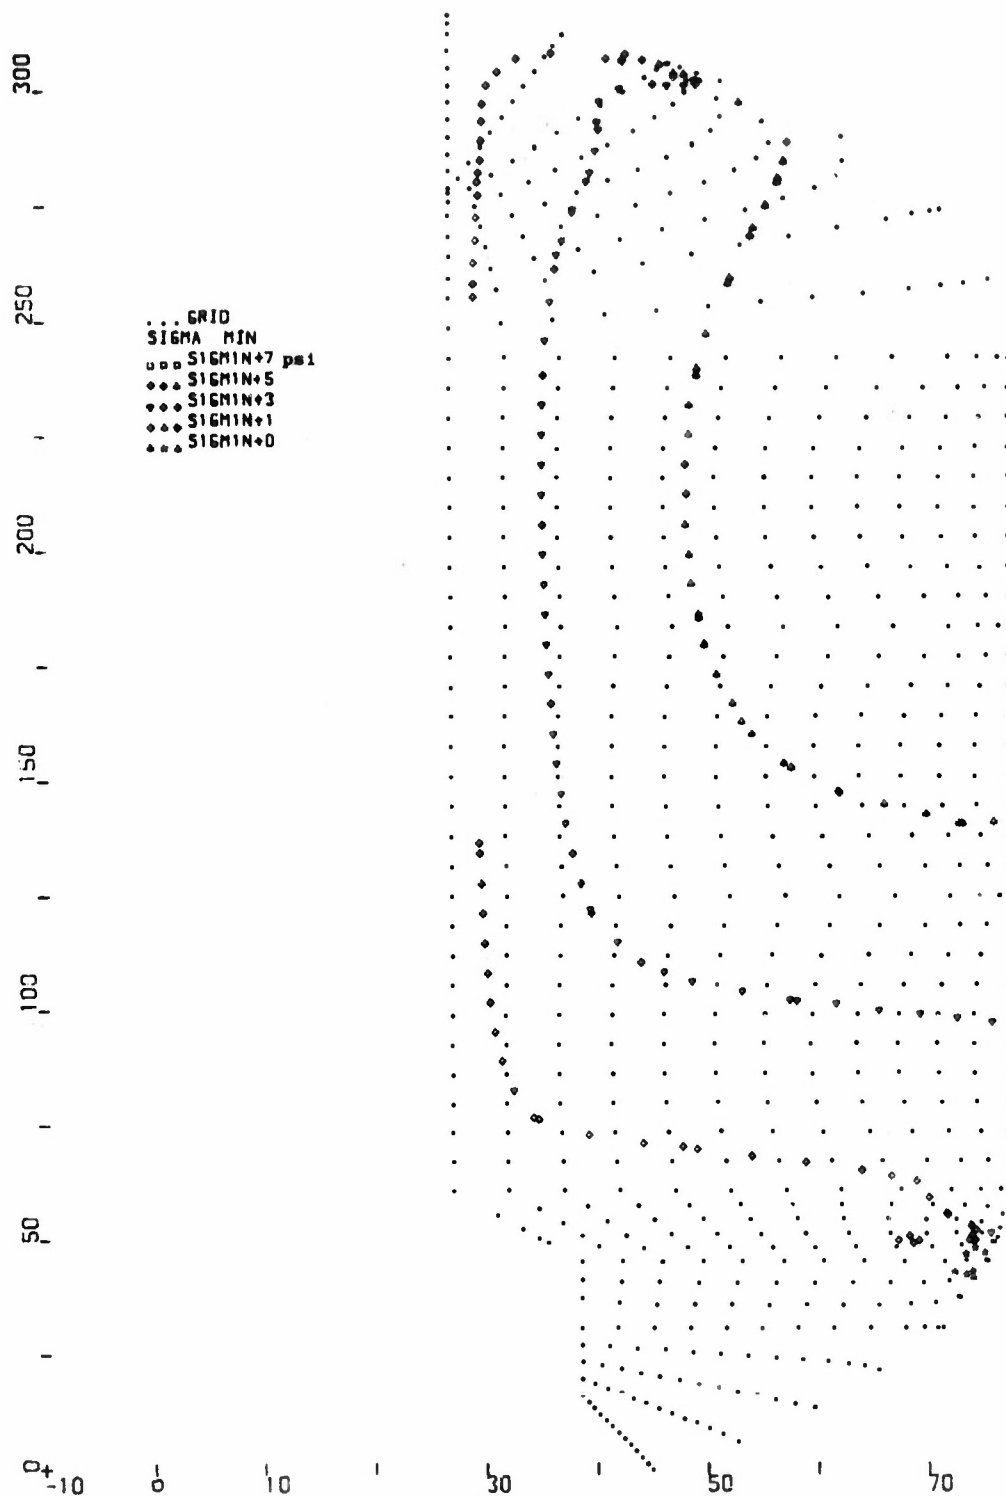 300
250
. . . GRID
SIGMA MIN
SIGMIN+7 psi
SIGMIN+5
SIGMIN+3
SIGMIN+1
SIGMIN+0
200
150
100
50
0
-10 0 10 30 50 70